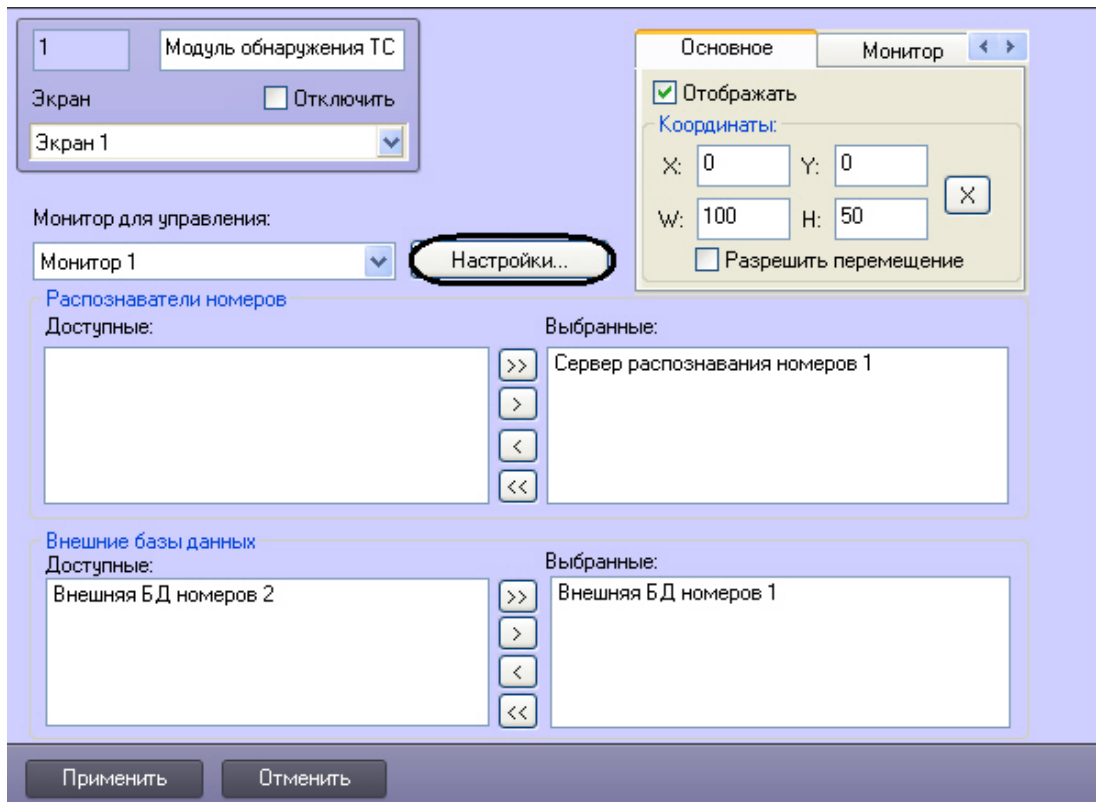 1 Модуль обнаружения ТС
Экран Отключить
Экран 1
Основное Монитор
Отображать
Координаты:
X: 0 Y: 0
X
W: 100 H: 50
Разрешить перемещение
Монитор для управления:
Монитор 1 Настройки...
Распознаватели номеров
Доступные: Выбранные:
>> Сервер распознавания номеров 1
>
<
<<
Внешние базы данных
Доступные: Выбранные:
Внешняя БД номеров 2 >> Внешняя БД номеров 1
>
<
<<
Применить Отменить